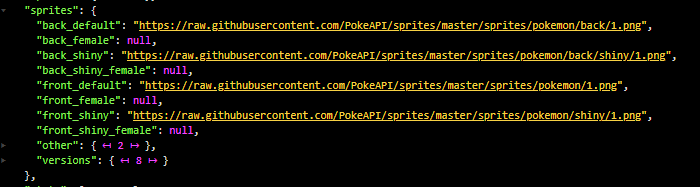 "sprites": {
"back_default": "https://raw.githubusercontent.com/PokeAPI/sprites/master/sprites/pokemon/back/1.png",
"back_female": null,
"back_shiny": "https://raw.githubusercontent.com/PokeAPI/sprites/master/sprites/pokemon/back/shiny/1.png",
"back_shiny_female": null,
"front_default": "https://raw.githubusercontent.com/PokeAPI/sprites/master/sprites/pokemon/1.png",
"front_female": null,
"front_shiny": "https://raw.githubusercontent.com/PokeAPI/sprites/master/sprites/pokemon/shiny/1.png",
"front_shiny_female": null,
"other": { ↤ 2 ↦ },
"versions": { ↤ 8 ↦ }
},